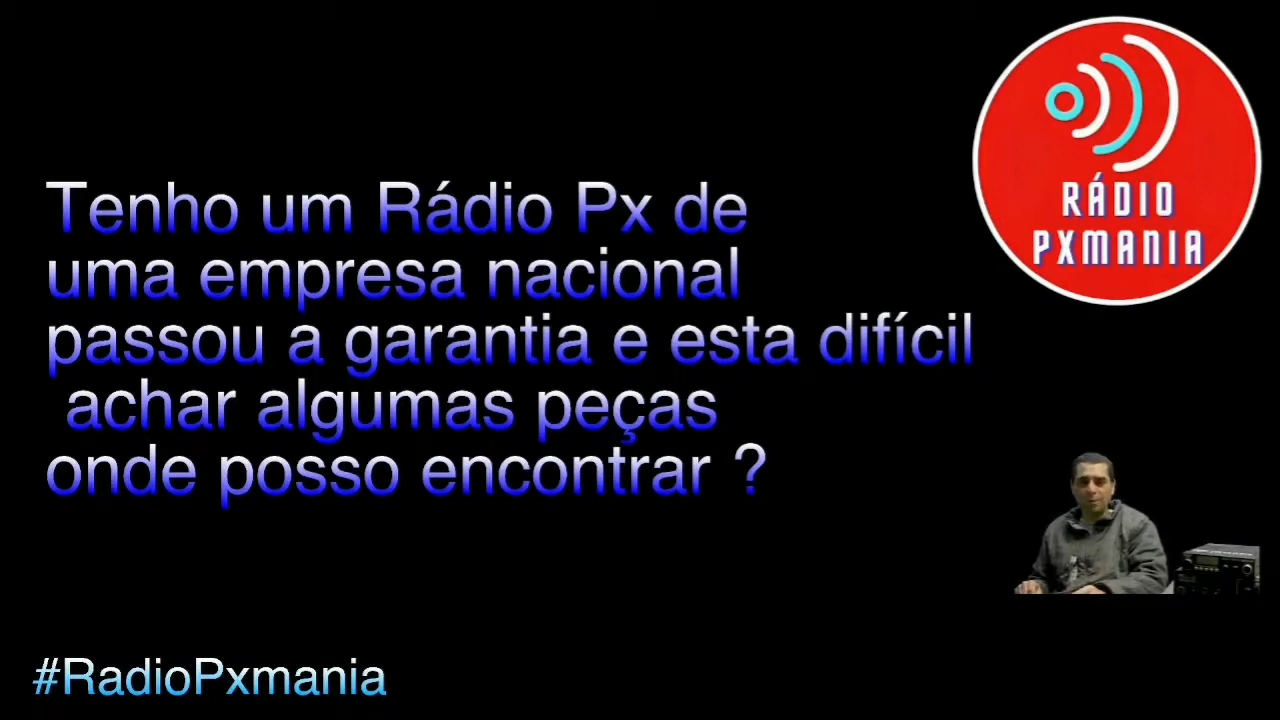 RÁDIO
PXMANIA
Tenho um Rádio Px de
uma empresa nacional
passou a garantia e esta difícil
achar algumas peças
onde posso encontrar ?
#RadioPxmania